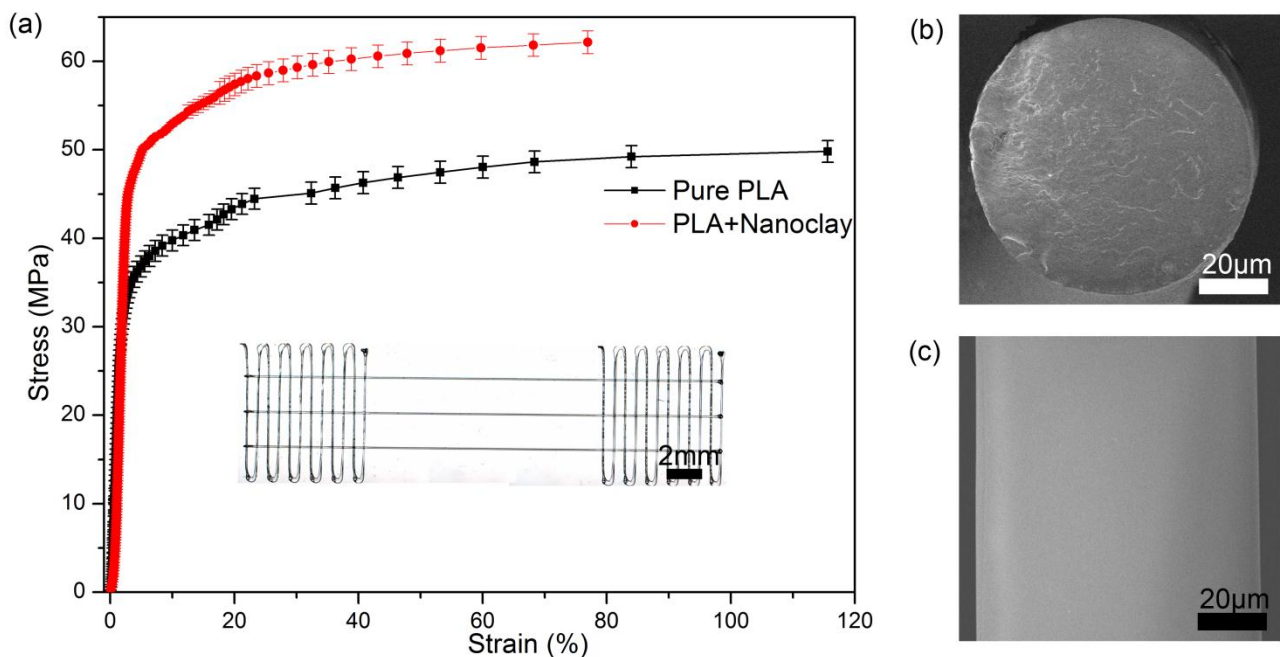 (a)
60
50
40
30
20
10
0
Stress (MPa)
0 20 40 60 80 100 120
Strain (%)
Pure PLA
PLA+Nanoclay
2mm
(b)
20μm
(c)
20μm